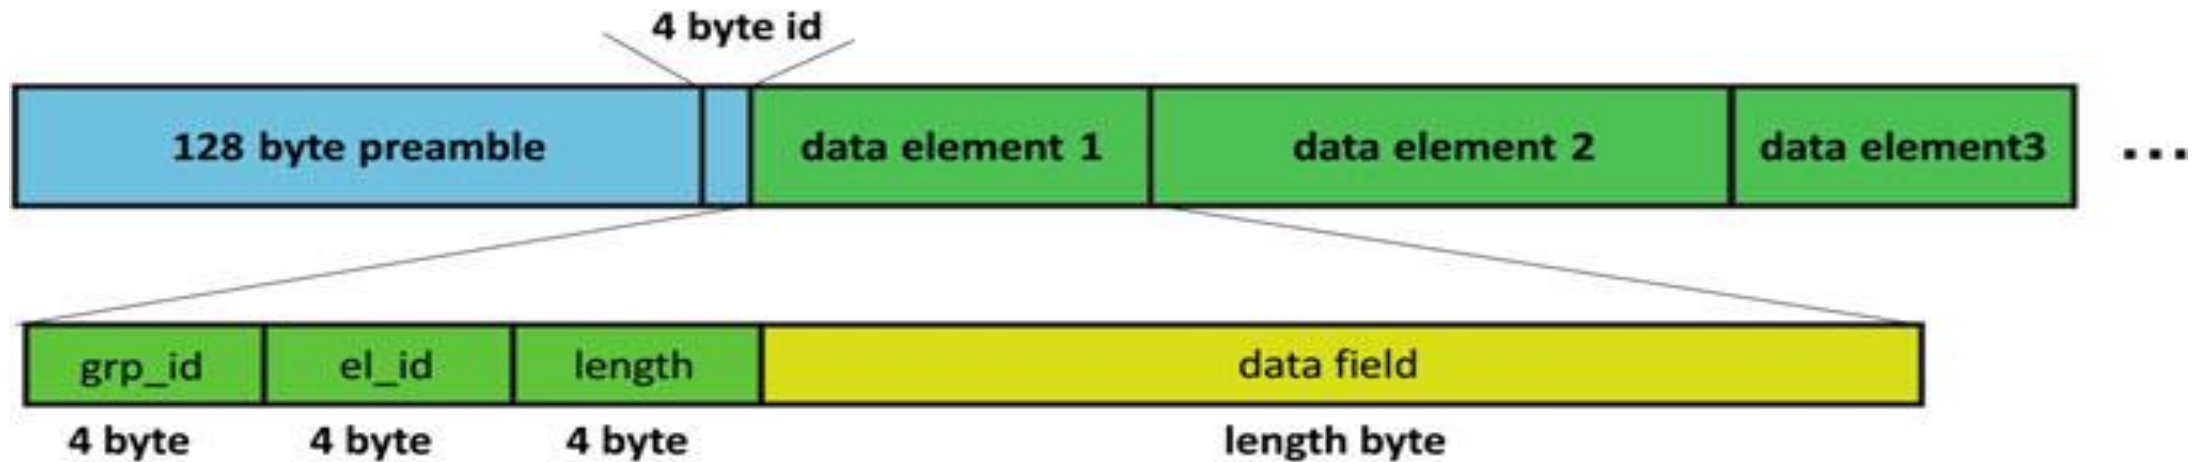 4 byte id
128 byte preamble
data element 1
data element 2
data element3
...
grp_id
el_id
length
data field
4 byte
4 byte
4 byte
length byte